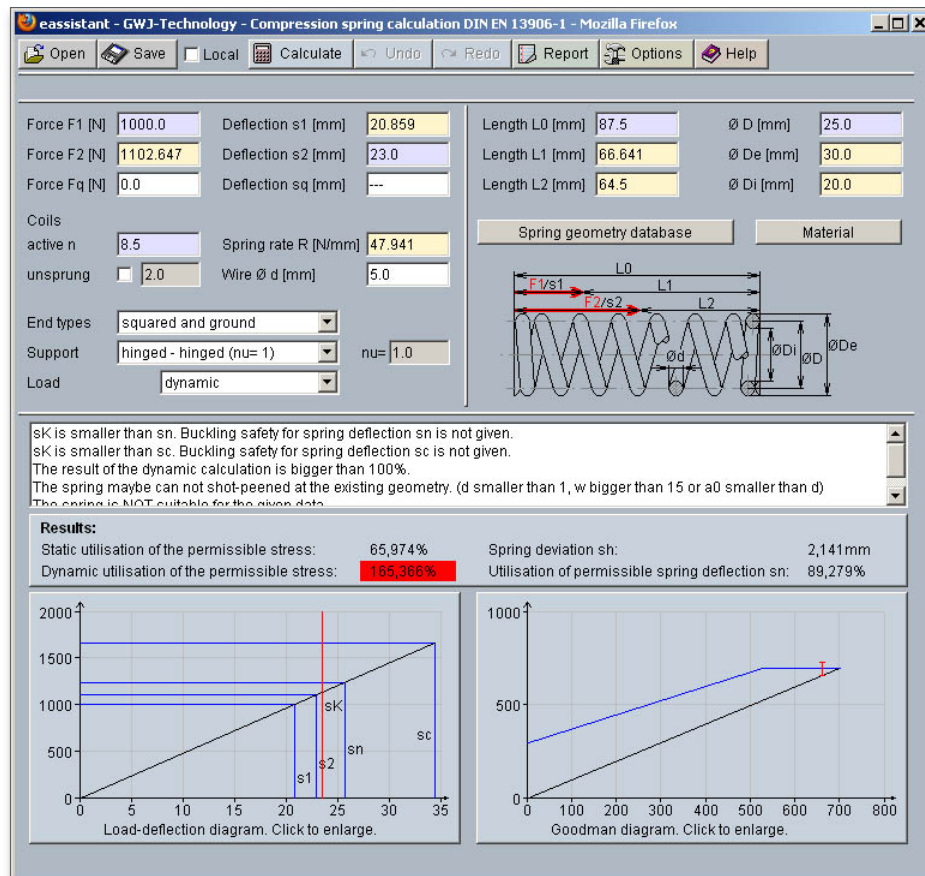 eassistant - GWJ-Technology - Compression spring calculation DIN EN 13906-1 - Mozilla Firefox
Open Save Local Calculate Undo Redo Report Options Help
Force F1 [N] 1000.0 Deflection s1 [mm] 20.859 Length L0 [mm] 87.5 Ø D [mm] 25.0
Force F2 [N] 1102.647 Deflection s2 [mm] 23.0 Length L1 [mm] 66.641 Ø De [mm] 30.0
Force Fq [N] 0.0 Deflection sq [mm] --- Length L2 [mm] 64.5 Ø Di [mm] 20.0
Coils
active n 8.5 Spring rate R [N/mm] 47.941 Spring geometry database Material
unsprung 2.0 Wire Ø d [mm] 5.0
End types squared and ground
Support hinged - hinged (nu= 1) nu= 1.0
Load dynamic
L0
F1/s1 L1
F2/s2 L2
Ød ØDi ØD ØDe
sK is smaller than sn. Buckling safety for spring deflection sn is not given.
sK is smaller than sc. Buckling safety for spring deflection sc is not given.
The result of the dynamic calculation is bigger than 100%.
The spring maybe can not shot-peened at the existing geometry. (d smaller than 1, w bigger than 15 or a0 smaller than d)
The spring is NOT suitable for the given data.
Results:
Static utilisation of the permissible stress: 65,974% Spring deviation sh: 2,141mm
Dynamic utilisation of the permissible stress: 165,366% Utilisation of permissible spring deflection sn: 89,279%
2000
1500
1000
500
0
sK
sc
sn
s2
s1
0 5 10 15 20 25 30 35
Load-deflection diagram. Click to enlarge.
1000
500
0
T
0 100 200 300 400 500 600 700 800
Goodman diagram. Click to enlarge.